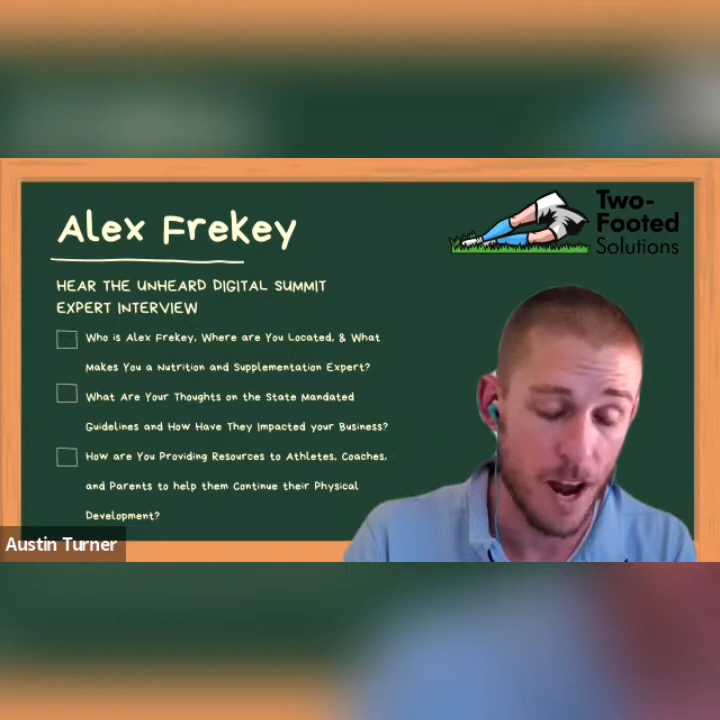 Alex Frekey
Two-
Footed
Solutions
HEAR THE UNHEARD DIGITAL SUMMIT
EXPERT INTERVIEW
Who is Alex Frekey, Where are You Located, & What
Makes You a Nutrition and Supplementation Expert?
What Are Your Thoughts on the State Mandated
Guidelines and How Have They Impacted your Business?
How are You Providing Resources to Athletes, Coaches,
and Parents to help them Continue their Physical
Development?
Austin Turner